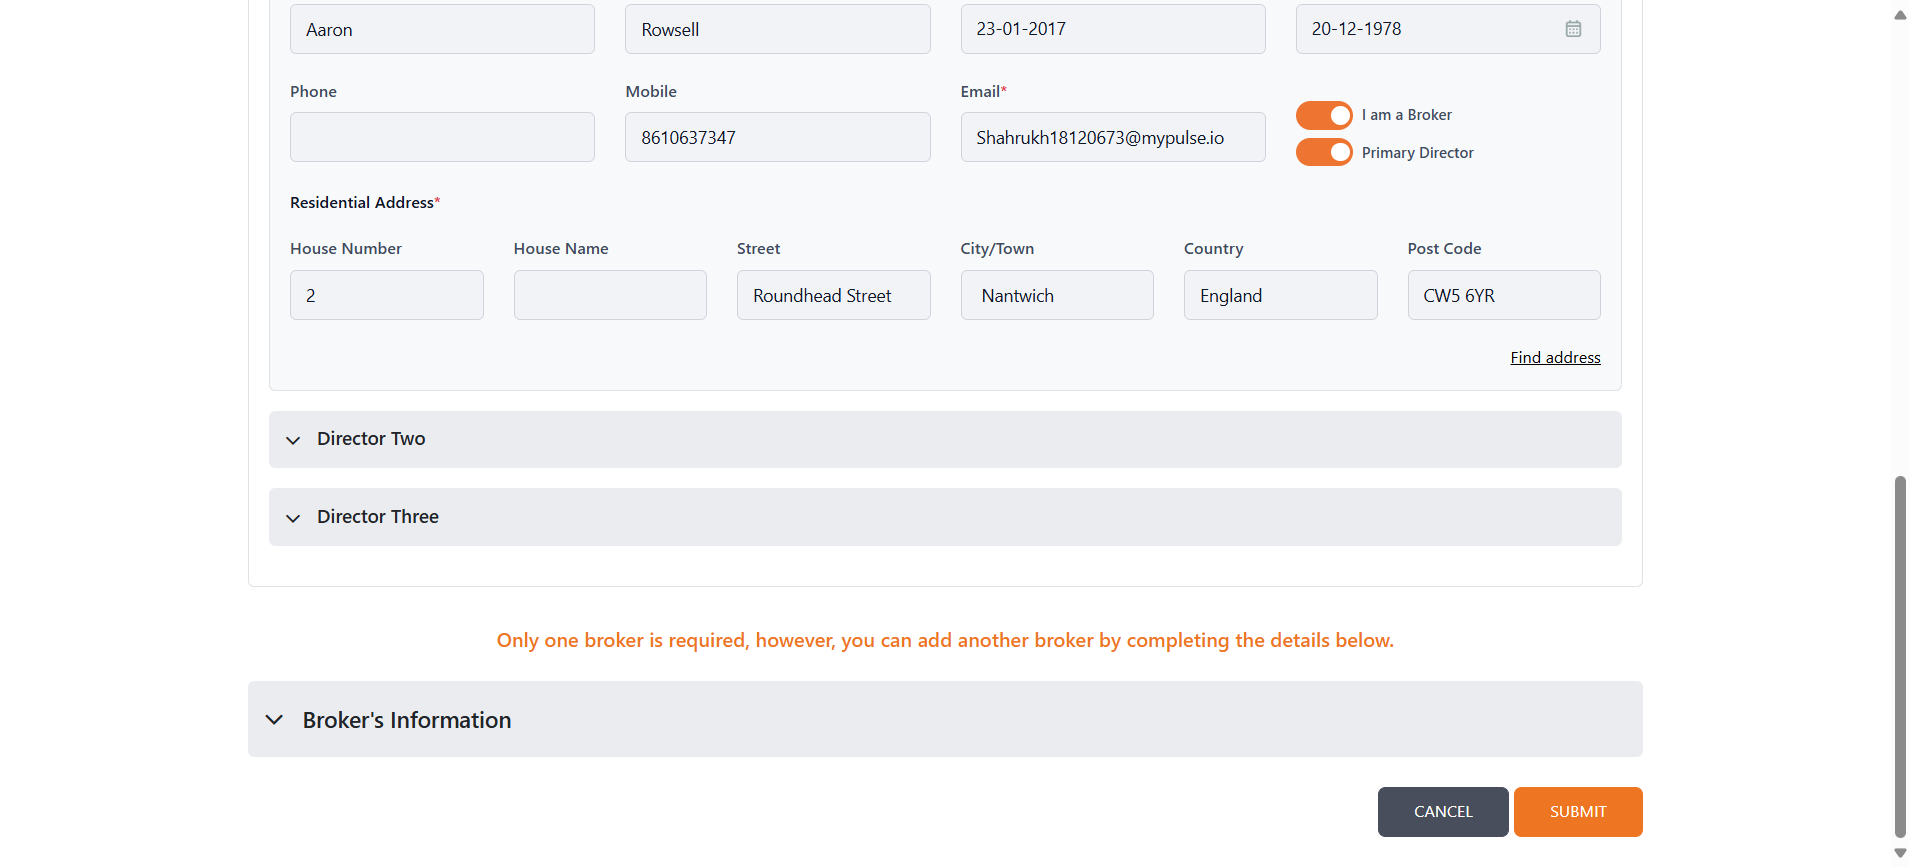 Aaron Rowsell 23-01-2017 20-12-1978
Phone Mobile Email*
I am a Broker
8610637347 Shahrukh18120673@mypulse.io
Primary Director
Residential Address*
House Number House Name Street City/Town Country Post Code
2 Roundhead Street Nantwich England CW5 6YR
Find address
Director Two
Director Three
Only one broker is required, however, you can add another broker by completing the details below.
Broker's Information
CANCEL SUBMIT